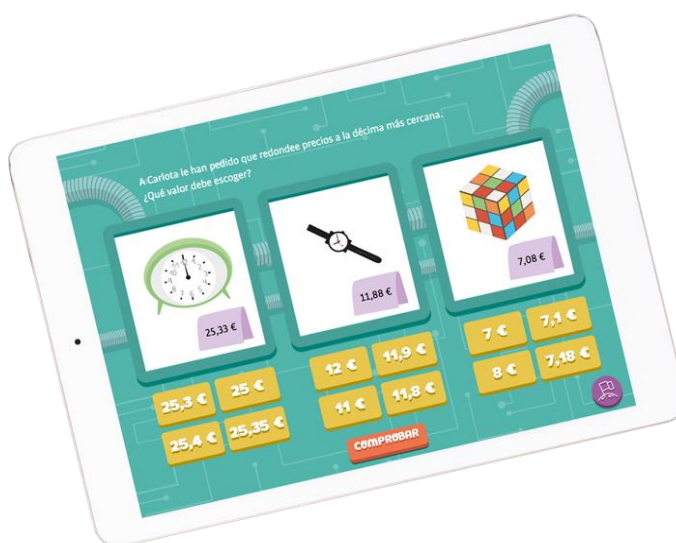 A Carlota le han pedido que redondee precios a la décima más cercana.
¿Qué valor debe escoger?
25,33 €
11,88 €
7,08 €
25,3 € 25 €
25,4 € 25,35 €
12 € 11,9 €
11 € 11,8 €
7 € 7,1 €
8 € 7,18 €
COMPROBAR